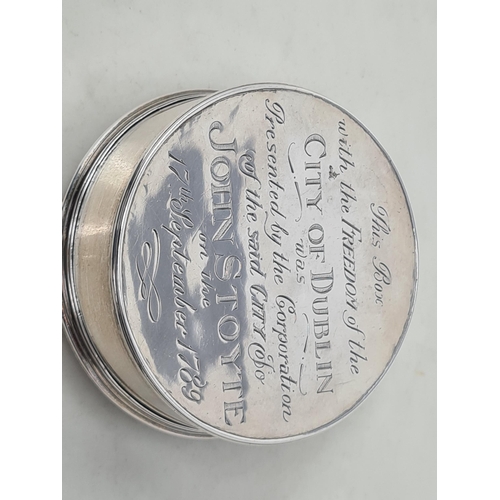 This Box
with the FREEDOM of the
CITY OF DUBLIN
was
Presented by the Corporation
of the said CITY to
JOHN STOYTE
on the
17th September 1789